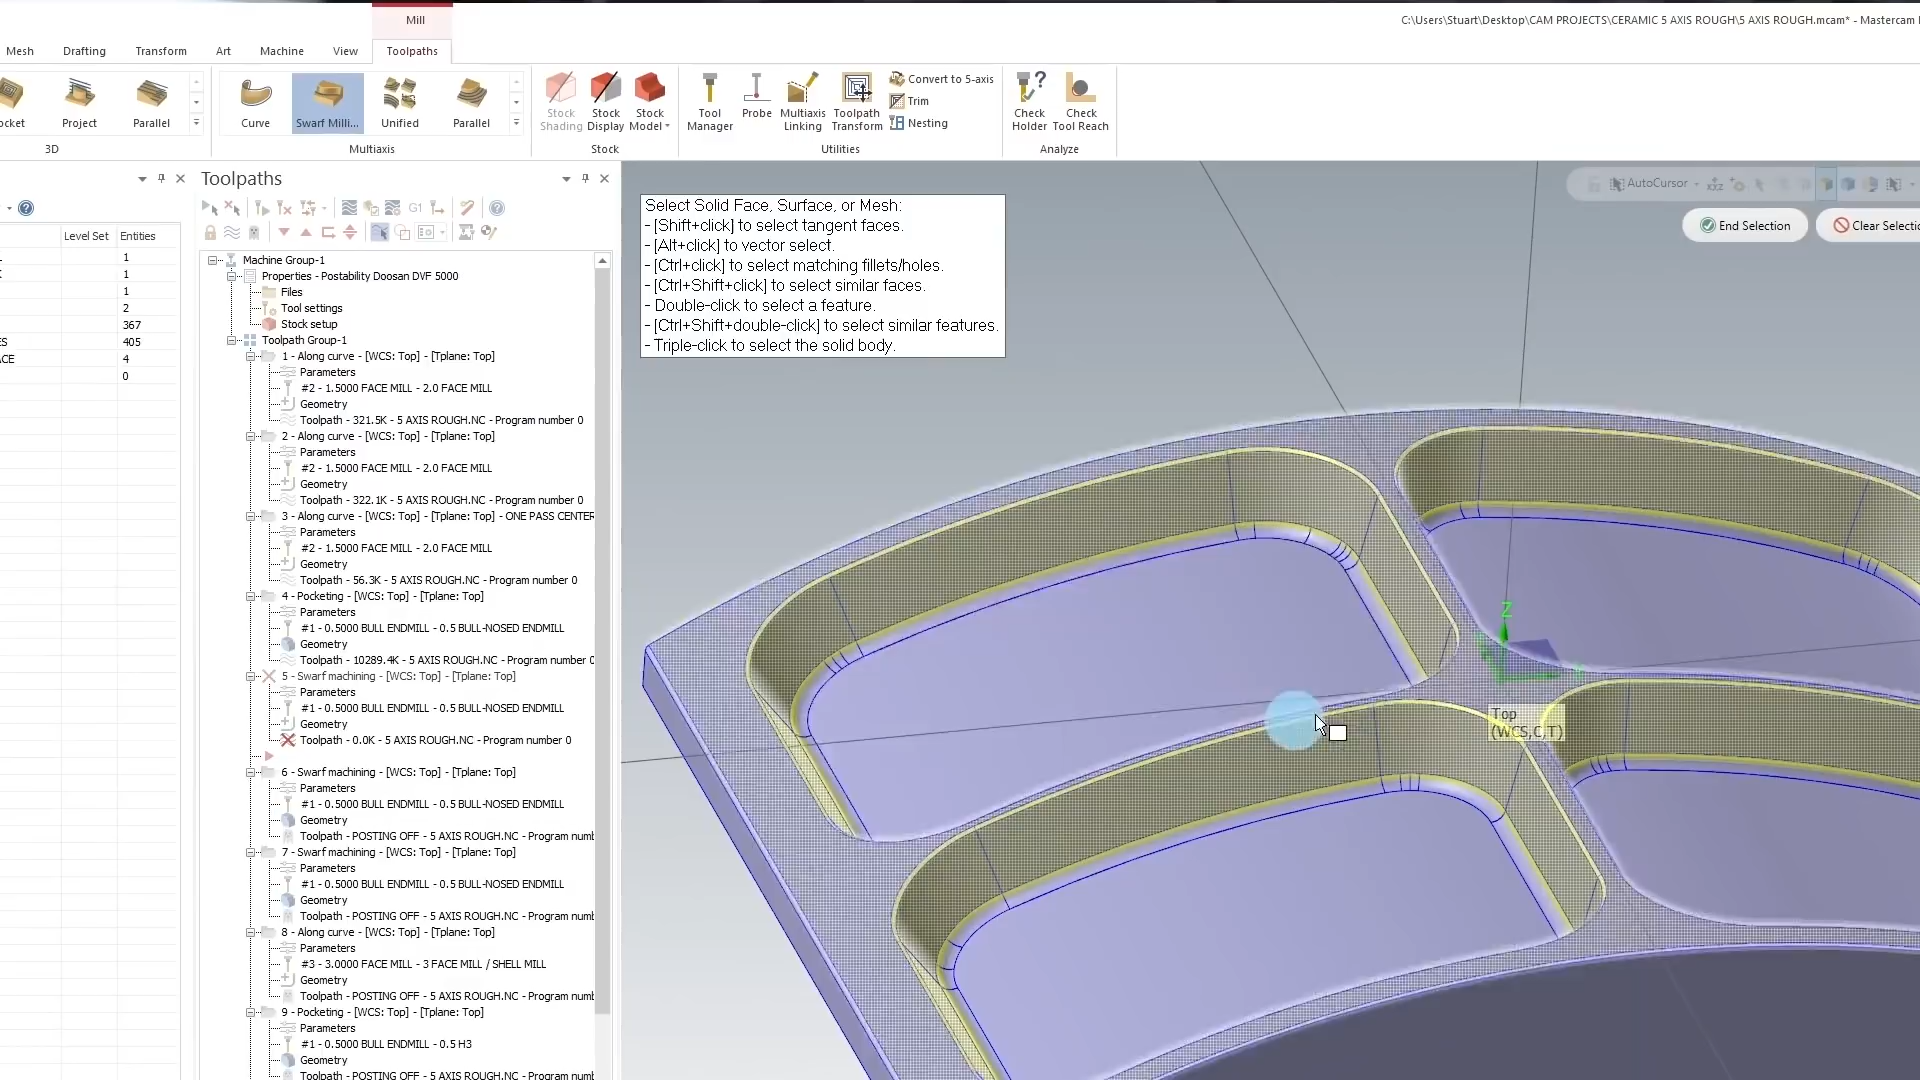 Mill
C:\Users\Stuart\Desktop\CAM PROJECTS\CERAMIC 5 AXIS ROUGH\5 AXIS ROUGH.mcam* - Mastercam
Mesh Drafting Transform Art Machine View Toolpaths
ocket Project Parallel
3D
Curve Swarf Milli... Unified Parallel
Multiaxis
Stock Shading Stock Display Stock Model
Stock
Tool Manager Probe Multiaxis Linking Toolpath Transform
Convert to 5-axis
Trim
Nesting
Utilities
Check Holder Check Tool Reach
Analyze
Level Set Entities
1
1
1
2
367
S 405
CE 4
0
Toolpaths
G1
Machine Group-1
Properties - Postability Doosan DVF 5000
Files
Tool settings
Stock setup
Toolpath Group-1
1 - Along curve - [WCS: Top] - [Tplane: Top]
Parameters
#2 - 1.5000 FACE MILL - 2.0 FACE MILL
Geometry
Toolpath - 321.5K - 5 AXIS ROUGH.NC - Program number 0
2 - Along curve - [WCS: Top] - [Tplane: Top]
Parameters
#2 - 1.5000 FACE MILL - 2.0 FACE MILL
Geometry
Toolpath - 322.1K - 5 AXIS ROUGH.NC - Program number 0
3 - Along curve - [WCS: Top] - [Tplane: Top] - ONE PASS CENTER
Parameters
#2 - 1.5000 FACE MILL - 2.0 FACE MILL
Geometry
Toolpath - 56.3K - 5 AXIS ROUGH.NC - Program number 0
4 - Pocketing - [WCS: Top] - [Tplane: Top]
Parameters
#1 - 0.5000 BULL ENDMILL - 0.5 BULL-NOSED ENDMILL
Geometry
Toolpath - 10289.4K - 5 AXIS ROUGH.NC - Program number 0
5 - Swarf machining - [WCS: Top] - [Tplane: Top]
Parameters
#1 - 0.5000 BULL ENDMILL - 0.5 BULL-NOSED ENDMILL
Geometry
Toolpath - 0.0K - 5 AXIS ROUGH.NC - Program number 0
6 - Swarf machining - [WCS: Top] - [Tplane: Top]
Parameters
#1 - 0.5000 BULL ENDMILL - 0.5 BULL-NOSED ENDMILL
Geometry
Toolpath - POSTING OFF - 5 AXIS ROUGH.NC - Program numb
7 - Swarf machining - [WCS: Top] - [Tplane: Top]
Parameters
#1 - 0.5000 BULL ENDMILL - 0.5 BULL-NOSED ENDMILL
Geometry
Toolpath - POSTING OFF - 5 AXIS ROUGH.NC - Program numb
8 - Along curve - [WCS: Top] - [Tplane: Top]
Parameters
#3 - 3.0000 FACE MILL - 3 FACE MILL / SHELL MILL
Geometry
Toolpath - POSTING OFF - 5 AXIS ROUGH.NC - Program numb
9 - Pocketing - [WCS: Top] - [Tplane: Top]
Parameters
#1 - 0.5000 BULL ENDMILL - 0.5 H3
Geometry
Toolpath - POSTING OFF - 5 AXIS ROUGH.NC - Program numb
Select Solid Face, Surface, or Mesh:
- [Shift+click] to select tangent faces.
- [Alt+click] to vector select.
- [Ctrl+click] to select matching fillets/holes.
- [Ctrl+Shift+click] to select similar faces.
- Double-click to select a feature.
- [Ctrl+Shift+double-click] to select similar features.
- Triple-click to select the solid body.
AutoCursor
End Selection Clear Selectio
Z
Top
(WCS,C,T)